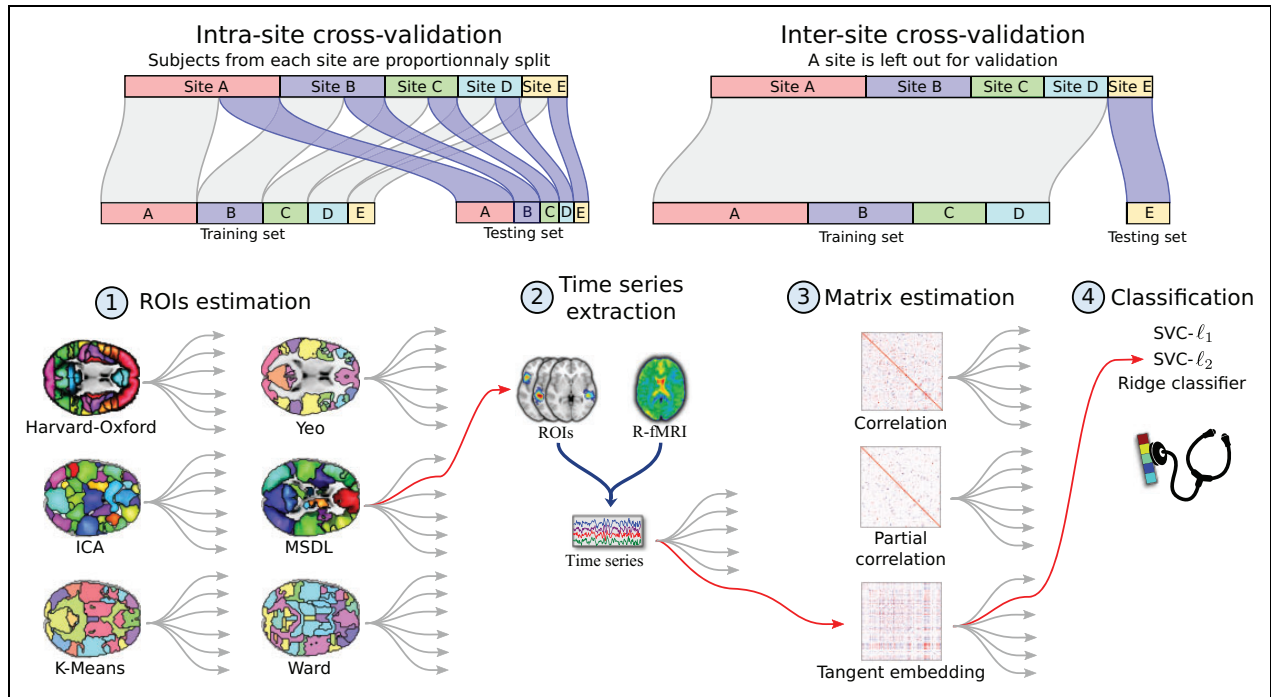 Intra-site cross-validation
Subjects from each site are proportionnaly split
Site A Site B Site C Site D Site E
A B C D E
Training set
A B C D E
Testing set
Inter-site cross-validation
A site is left out for validation
Site A Site B Site C Site D Site E
A B C D
Training set
E
Testing set
1 ROIs estimation
Harvard-Oxford
Yeo
ICA
MSDL
K-Means
Ward
2 Time series
extraction
ROIs
R-fMRI
Time series
3 Matrix estimation
Correlation
Partial
correlation
Tangent embedding
4 Classification
SVC-ℓ1
SVC-ℓ2
Ridge classifier